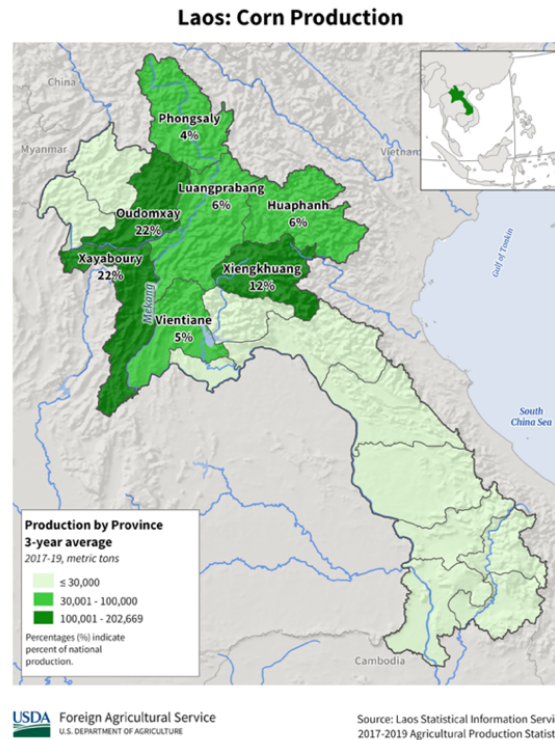 Laos: Corn Production
China
Phongsaly
4%
Myanmar
Vietnam
Luangprabang
6%
Huaphanh
6%
Oudomxay
22%
Xayaboury
22%
Xiengkhuang
12%
Mekong
Vientiane
5%
Gulf of Tonkin
South
China Sea
Production by Province
3-year average
2017-19, metric tons
≤ 30,000
30,001 - 100,000
100,001 - 202,669
Percentages (%) indicate
percent of national
production.
Cambodia
USDA
Foreign Agricultural Service
U.S. DEPARTMENT OF AGRICULTURE
Source: Laos Statistical Information Servi
2017-2019 Agricultural Production Statist